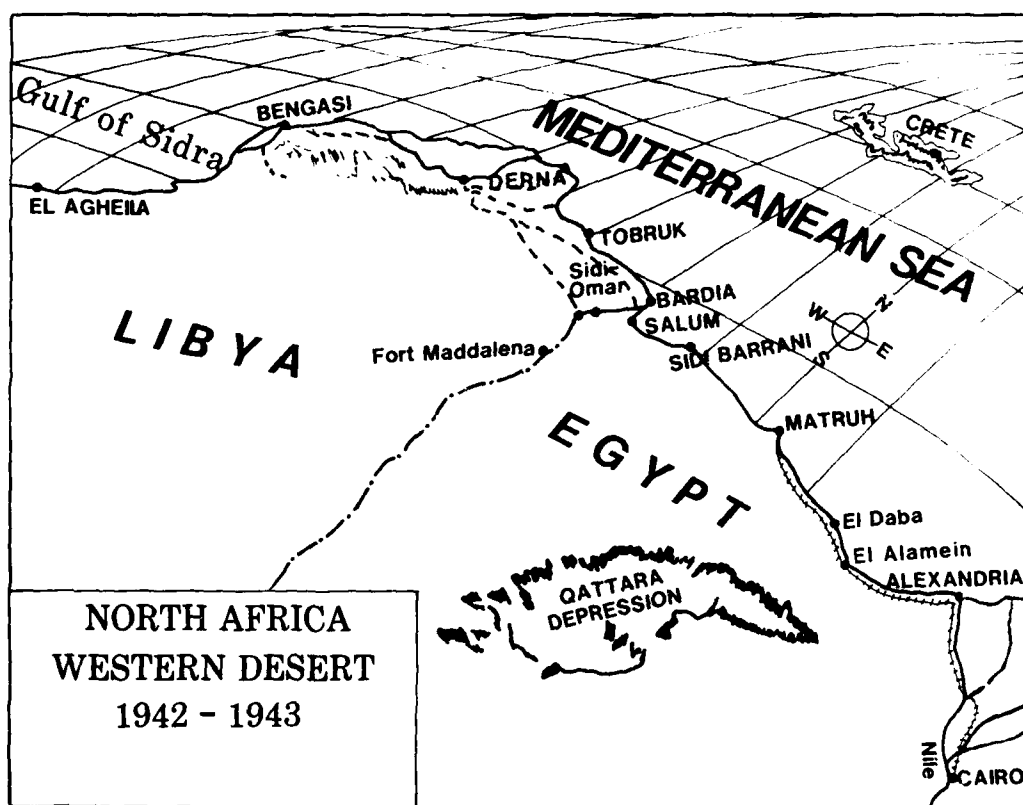 Gulf of Sidra
BENGASI
MEDITERRANEAN SEA
CRETE
EL AGHEILA
DERNA
TOBRUK
Sidi
Oman
BARDIA
SALUM
N
W
E
S
LIBYA
Fort Maddalena
SIDI BARRANI
EGYPT
MATRUH
El Daba
El Alamein
ALEXANDRIA
QATTARA
DEPRESSION
NORTH AFRICA
WESTERN DESERT
1942 - 1943
Nile
CAIRO